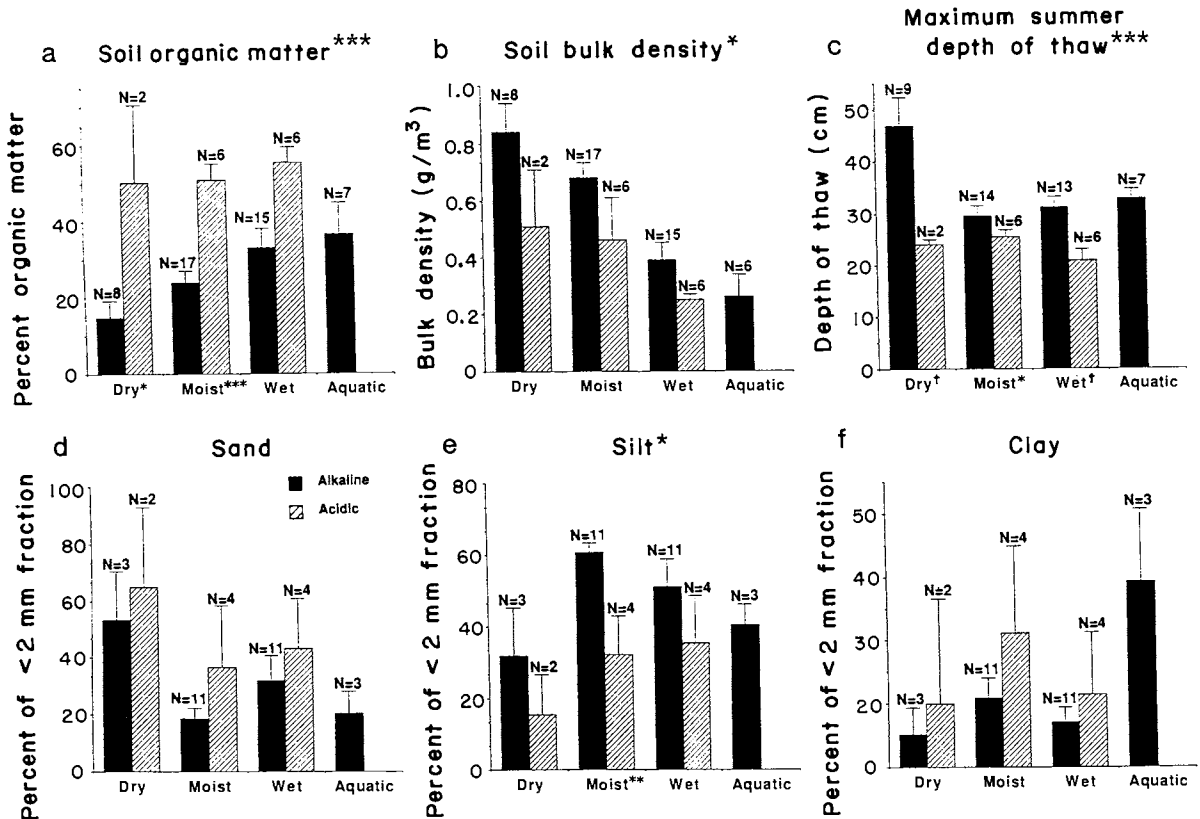 a Soil organic matter***
Percent organic matter
60
40
20
0
N=8
N=2
N=17
N=6
N=15
N=6
N=7
Dry* Moist*** Wet Aquatic
b Soil bulk density*
Bulk density (g/m³)
1.0
0.8
0.6
0.4
0.2
0
N=8
N=2
N=17
N=6
N=15
N=6
N=6
Dry Moist Wet Aquatic
c Maximum summer
depth of thaw***
Depth of thaw (cm)
50
40
30
20
10
0
N=9
N=2
N=14
N=6
N=13
N=6
N=7
Dry† Moist* Wet† Aquatic
d Sand
Percent of <2 mm fraction
100
80
60
40
20
0
Alkaline
Acidic
N=3
N=2
N=11
N=4
N=11
N=4
N=3
Dry Moist Wet Aquatic
e Silt*
Percent of <2 mm fraction
80
60
40
20
0
N=3
N=2
N=11
N=4
N=11
N=4
N=3
Dry Moist** Wet Aquatic
f Clay
Percent of <2 mm fraction
50
40
30
20
10
0
N=3
N=2
N=11
N=4
N=11
N=4
N=3
Dry Moist Wet Aquatic